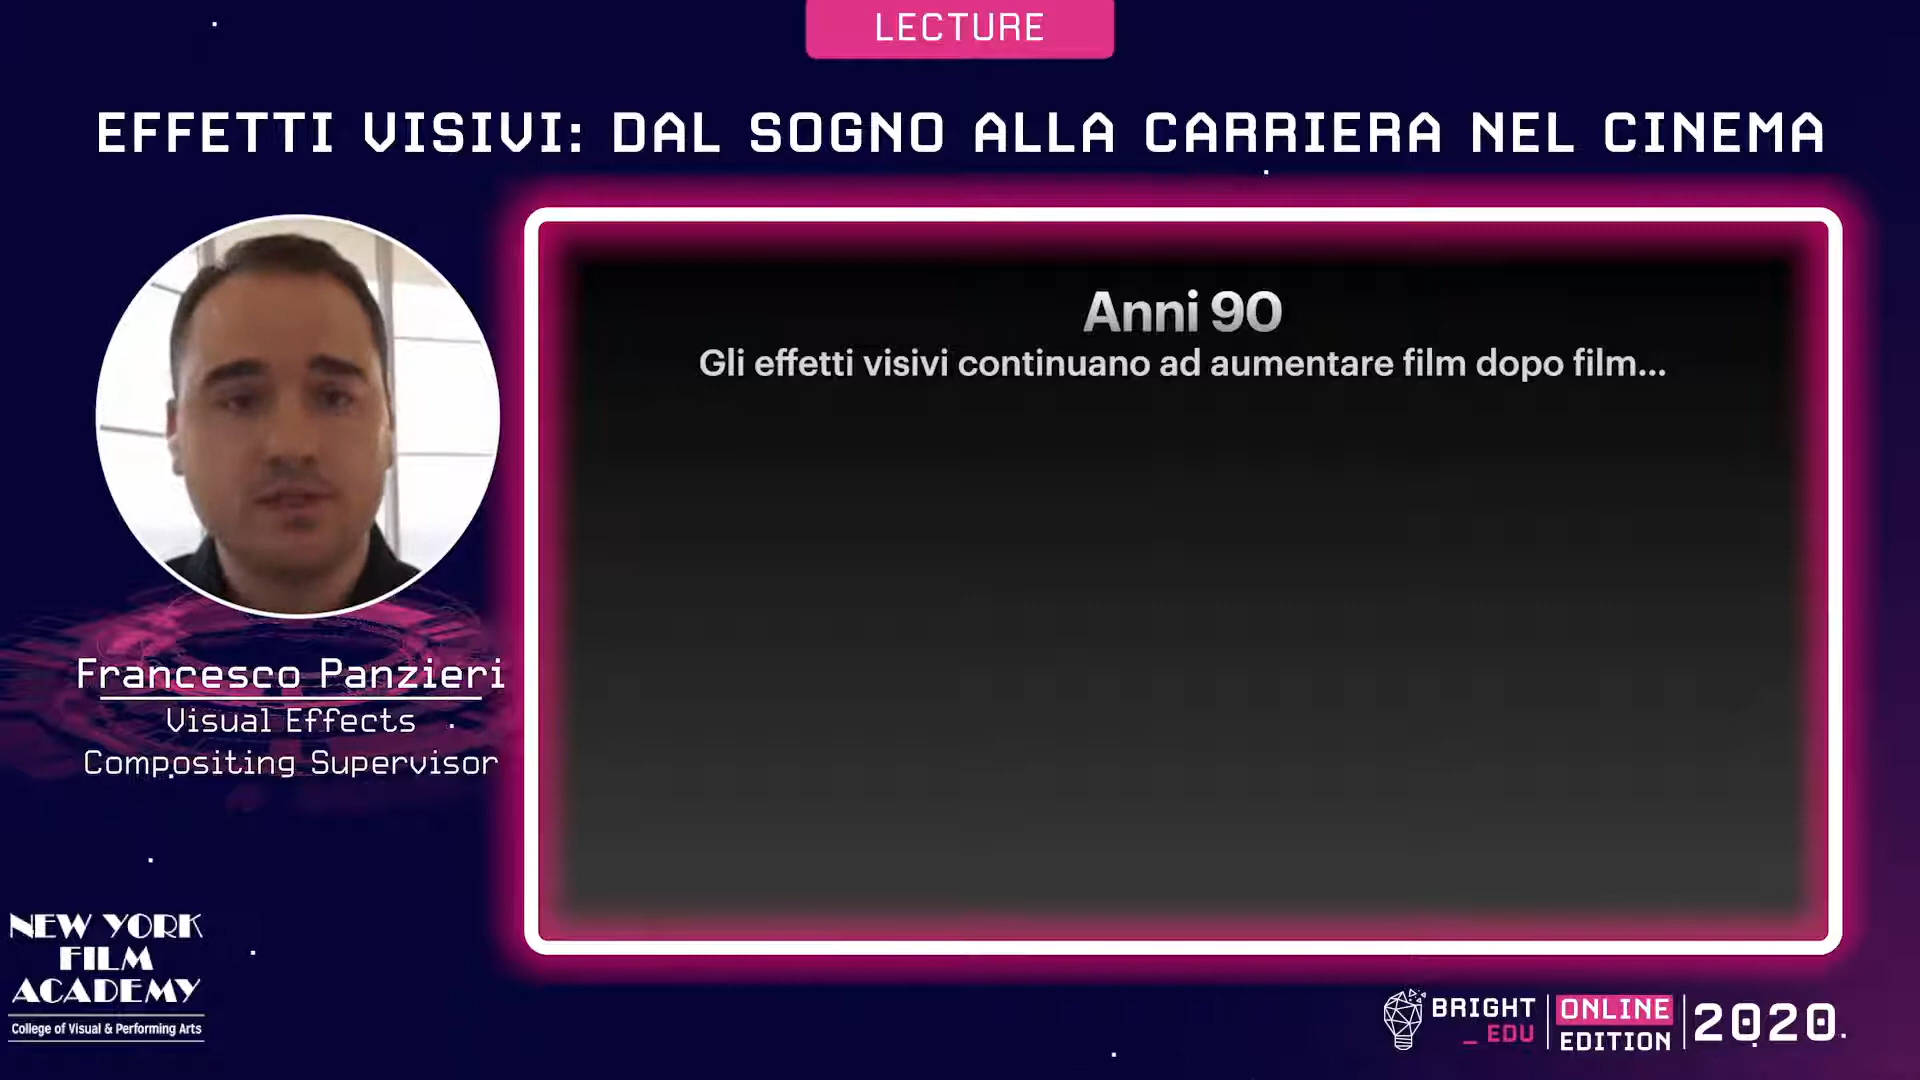 LECTURE
EFFETTI VISIVI: DAL SOGNO ALLA CARRIERA NEL CINEMA
Anni 90
Gli effetti visivi continuano ad aumentare film dopo film...
Francesco Panzieri
Visual Effects
Compositing Supervisor
NEW YORK
FILM
ACADEMY
College of Visual & Performing Arts
BRIGHT
_ EDU
ONLINE
EDITION
2020